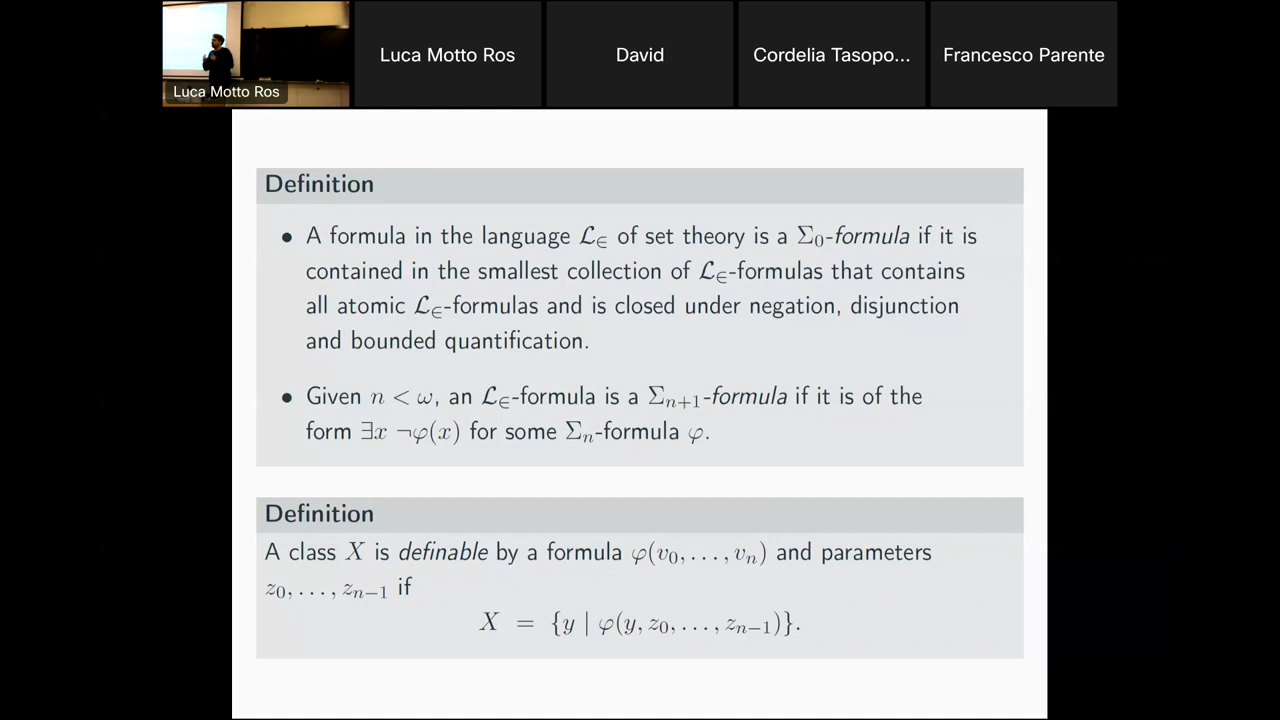 Luca Motto Ros
Luca Motto Ros
David
Cordelia Tasopo...
Francesco Parente
Definition
• A formula in the language ℒ∈ of set theory is a Σ₀-formula if it is
contained in the smallest collection of ℒ∈-formulas that contains
all atomic ℒ∈-formulas and is closed under negation, disjunction
and bounded quantification.
• Given n < ω, an ℒ∈-formula is a Σₙ₊₁-formula if it is of the
form ∃x ¬φ(x) for some Σₙ-formula φ.
Definition
A class X is definable by a formula φ(v₀, . . . , vₙ) and parameters
z₀, . . . , zₙ₋₁ if
X = {y | φ(y, z₀, . . . , zₙ₋₁)}.